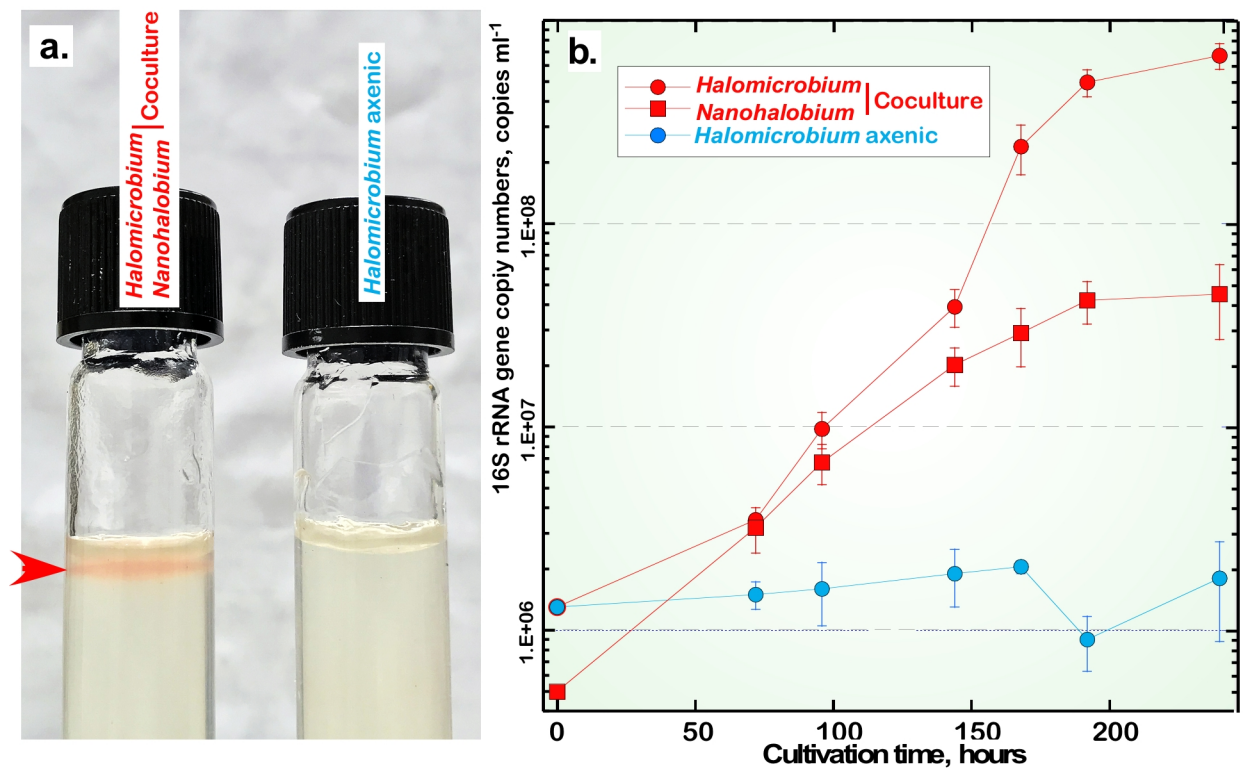 a.
Halomicrobium
Nanohalobium
Coculture
Halomicrobium axenic
b.
16S rRNA gene copiy numbers, copies ml-1
Halomicrobium
Nanohalobium
Coculture
Halomicrobium axenic
1.E+08
1.E+07
1.E+06
0 50 100 150 200
Cultivation time, hours